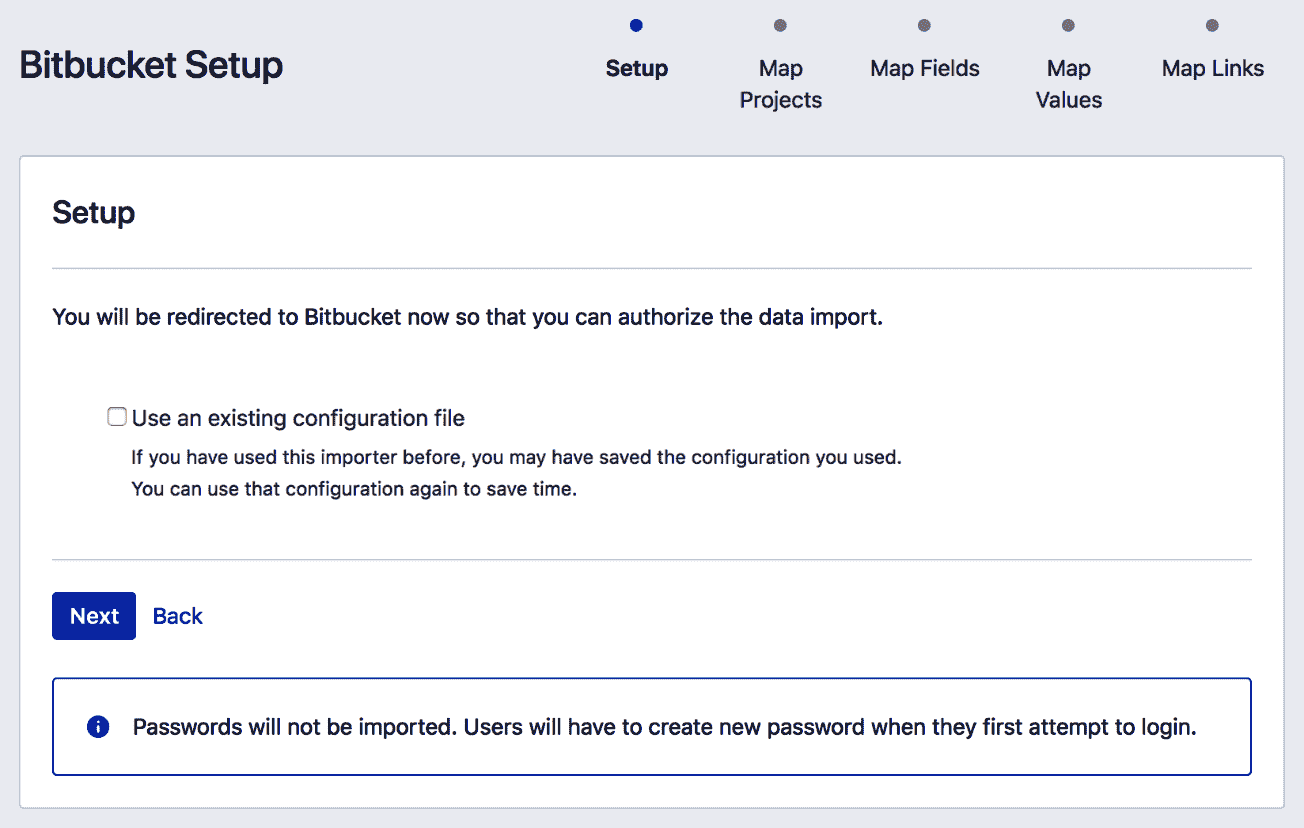 Bitbucket Setup
Setup
Map
Projects
Map Fields
Map
Values
Map Links
Setup
You will be redirected to Bitbucket now so that you can authorize the data import.
Use an existing configuration file
If you have used this importer before, you may have saved the configuration you used.
You can use that configuration again to save time.
Next
Back
Passwords will not be imported. Users will have to create new password when they first attempt to login.